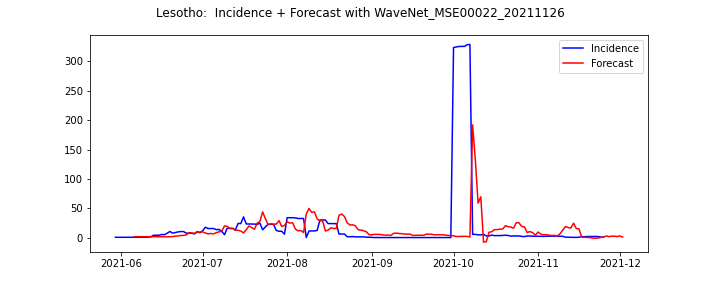 Lesotho:  Incidence + Forecast with WaveNet_MSE00022_20211126
Incidence
Forecast
300
250
200
150
100
50
0
2021-06 2021-07 2021-08 2021-09 2021-10 2021-11 2021-12